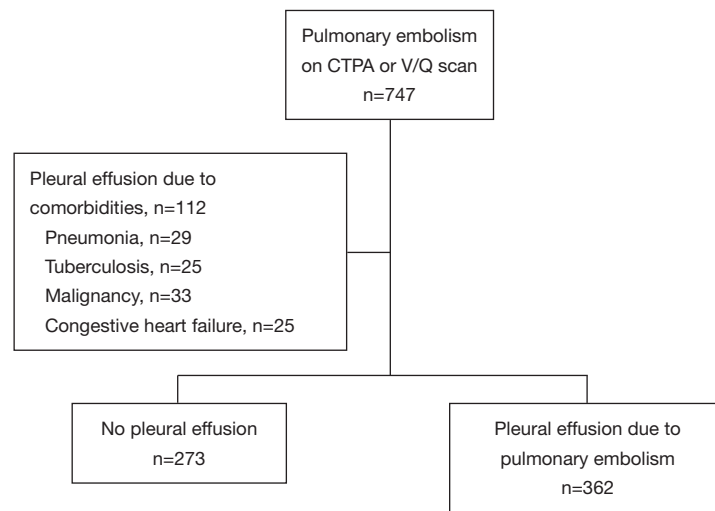 Pulmonary embolism
on CTPA or V/Q scan
n=747
Pleural effusion due to
comorbidities, n=112
Pneumonia, n=29
Tuberculosis, n=25
Malignancy, n=33
Congestive heart failure, n=25
No pleural effusion
n=273
Pleural effusion due to
pulmonary embolism
n=362